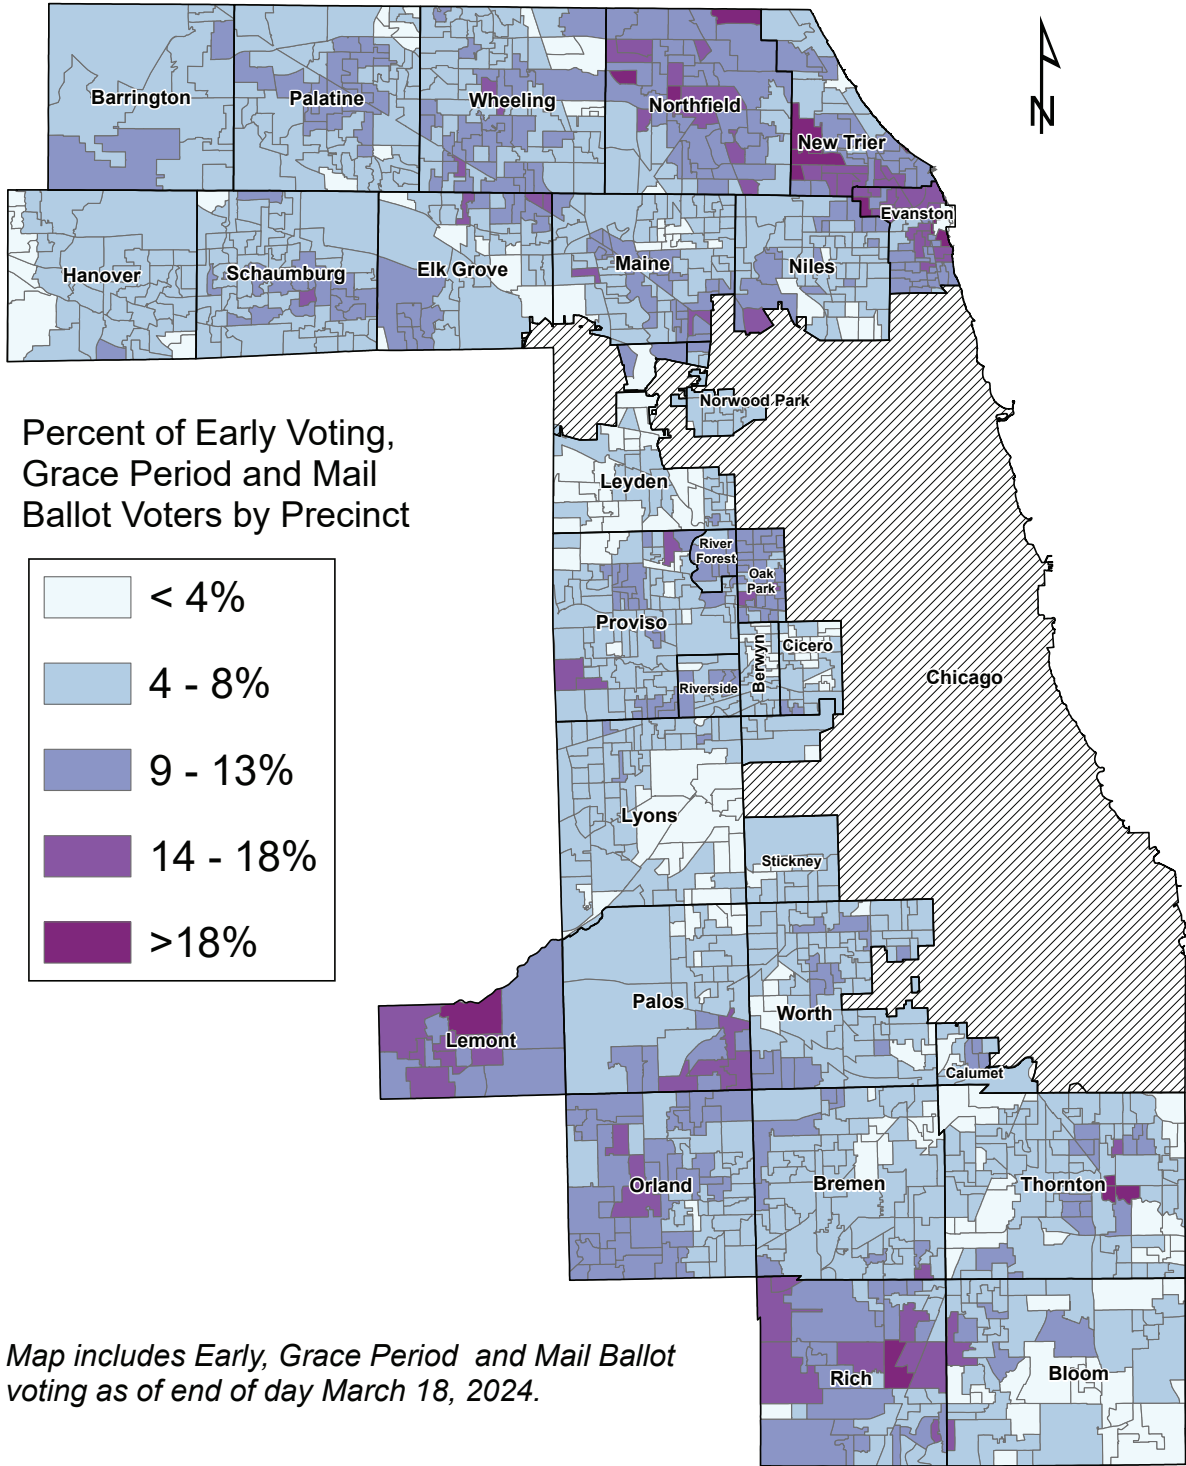 N
Barrington
Palatine
Wheeling
Northfield
New Trier
Evanston
Hanover
Schaumburg
Elk Grove
Maine
Niles
Norwood Park
Percent of Early Voting,
Grace Period and Mail
Ballot Voters by Precinct
< 4%
4 - 8%
9 - 13%
14 - 18%
>18%
Leyden
River
Forest
Oak
Park
Proviso
Berwyn
Cicero
Riverside
Chicago
Lyons
Stickney
Palos
Worth
Lemont
Calumet
Orland
Bremen
Thornton
Rich
Bloom
Map includes Early, Grace Period  and Mail Ballot
voting as of end of day March 18, 2024.